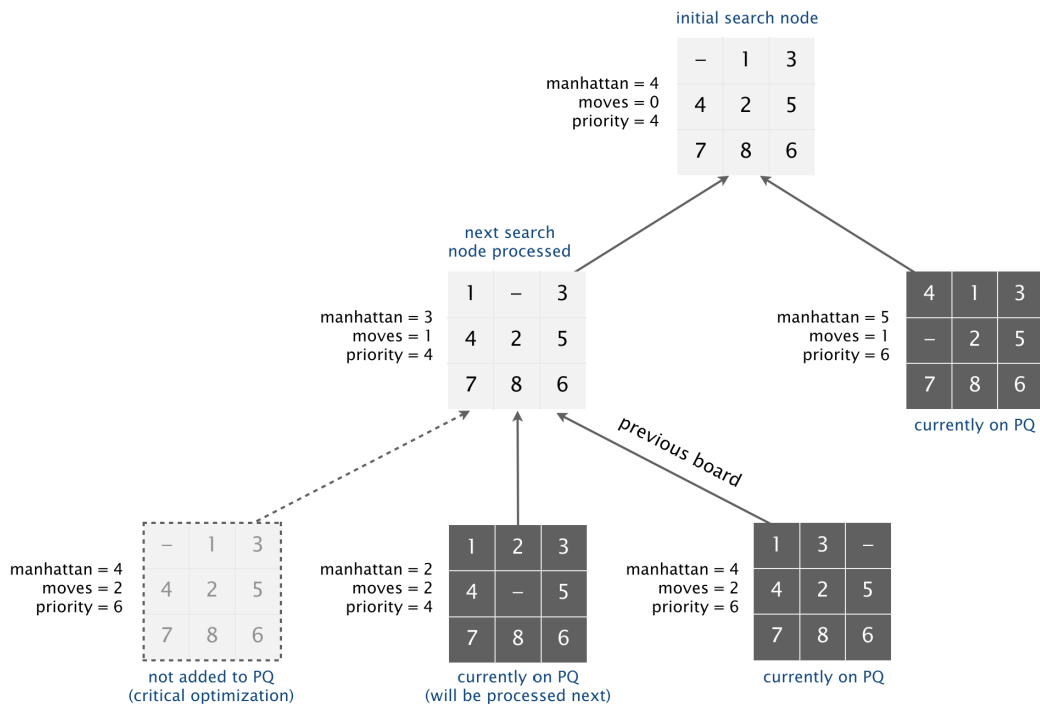 initial search node
– 1 3
manhattan = 4
moves = 0
priority = 4
4 2 5
7 8 6
next search
node processed
1 – 3
manhattan = 3
moves = 1
priority = 4
4 2 5
7 8 6
4 1 3
manhattan = 5
moves = 1
priority = 6
– 2 5
7 8 6
currently on PQ
previous board
– 1 3
manhattan = 4
moves = 2
priority = 6
4 2 5
7 8 6
not added to PQ
(critical optimization)
1 2 3
manhattan = 2
moves = 2
priority = 4
4 – 5
7 8 6
currently on PQ
(will be processed next)
1 3 –
manhattan = 4
moves = 2
priority = 6
4 2 5
7 8 6
currently on PQ